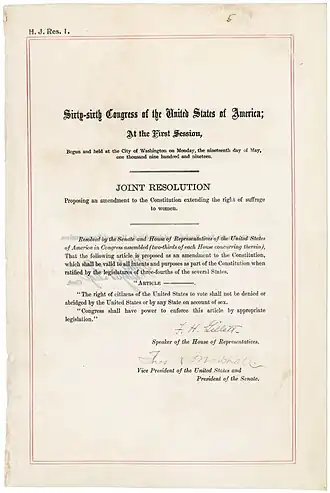 5
H. J. Res. 1.
Sixty-sixth Congress of the United States of America;
At the First Session,
Begun and held at the City of Washington on Monday, the nineteenth day of May,
one thousand nine hundred and nineteen.
JOINT RESOLUTION
Proposing an amendment to the Constitution extending the right of suffrage
to women.
Resolved by the Senate and House of Representatives of the United States
of America in Congress assembled (two-thirds of each House concurring therein),
That the following article is proposed as an amendment to the Constitution,
which shall be valid to all intents and purposes as part of the Constitution when
ratified by the legislatures of three-fourths of the several States.
"ARTICLE ————.
"The right of citizens of the United States to vote shall not be denied or
abridged by the United States or by any State on account of sex.
"Congress shall have power to enforce this article by appropriate
legislation."
F. H. Gillett
Speaker of the House of Representatives.
Thos R Marshall
Vice President of the United States and
President of the Senate.